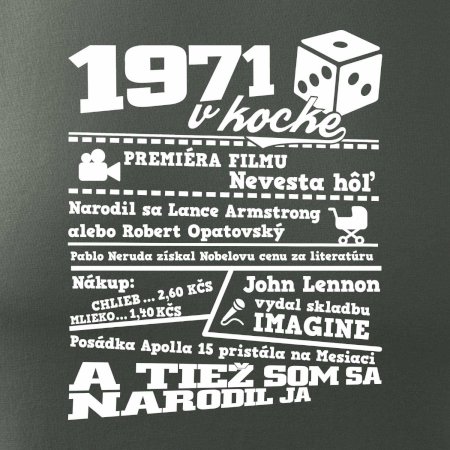 1971
v kocke
PREMIÉRA FILMU
Nevesta hôľ
Narodil sa Lance Armstrong
alebo Robert Opatovský
Pablo Neruda získal Nobelovu cenu za literatúru
Nákup:
CHLIEB ... 2,60 KČS
MLIEKO... 1,40 KČS
John Lennon
vydal skladbu
IMAGINE
Posádka Apolla 15 pristála na Mesiaci
A TIEŽ SOM SA
NARODIL JA